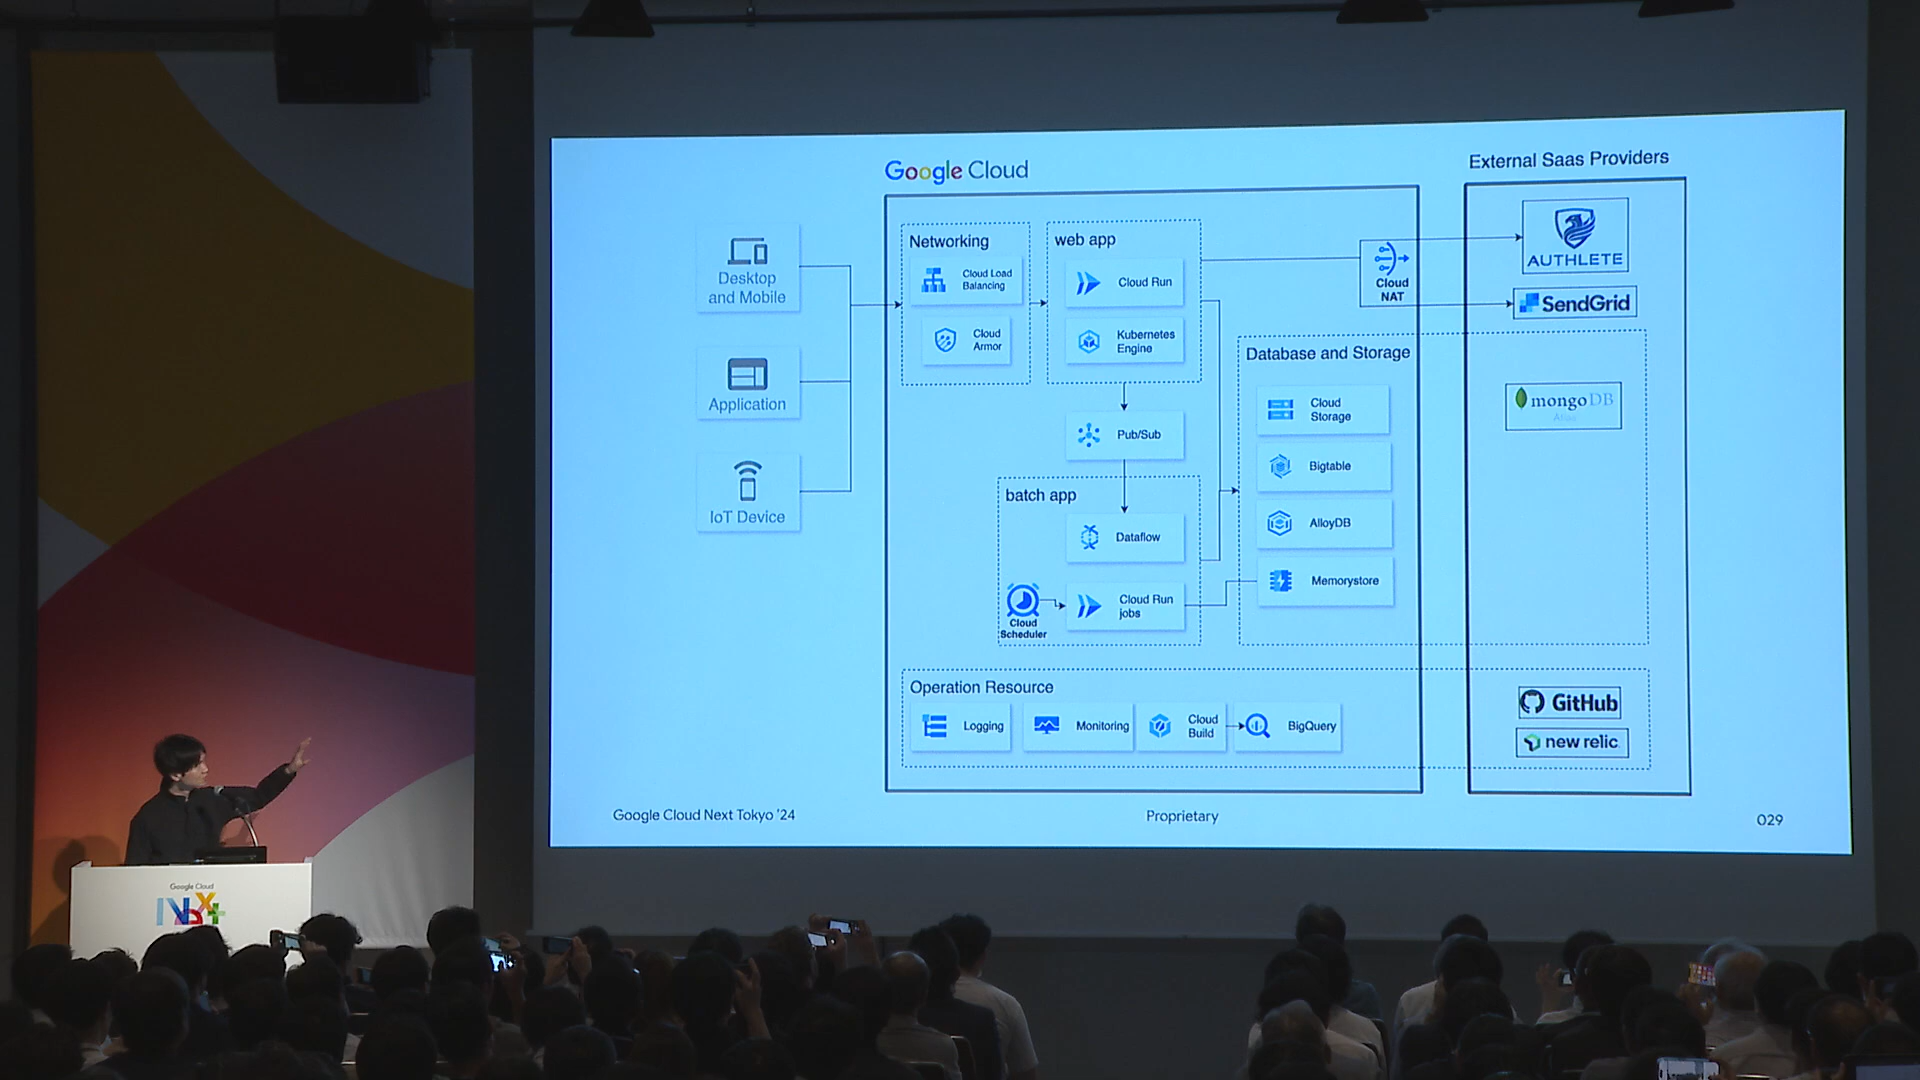 Google Cloud
External Saas Providers
Desktop
and Mobile
Application
IoT Device
Networking
Cloud Load
Balancing
Cloud
Armor
web app
Cloud Run
Kubernetes
Engine
Pub/Sub
batch app
Dataflow
Cloud
Scheduler
Cloud Run
jobs
Cloud
NAT
AUTHLETE
SendGrid
Database and Storage
Cloud
Storage
Bigtable
AlloyDB
Memorystore
mongoDB
Atlas
Operation Resource
Logging
Monitoring
Cloud
Build
BigQuery
GitHub
new relic
Google Cloud Next Tokyo '24
Proprietary
029
Google Cloud
Next